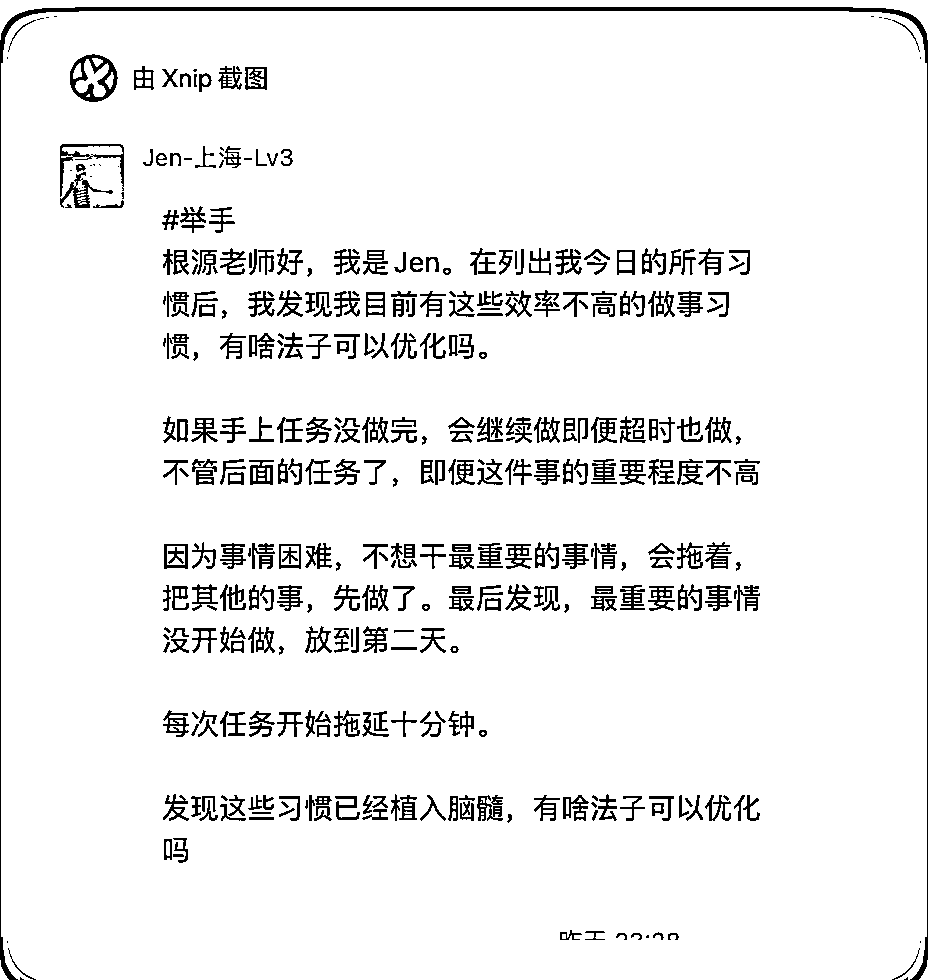 由 Xnip 截图
Jen-上海-Lv3
#举手
根源老师好，我是Jen。在列出我今日的所有习
惯后，我发现我目前有这些效率不高的做事习
惯，有啥法子可以优化吗。
如果手上任务没做完，会继续做即便超时也做，
不管后面的任务了，即便这件事的重要程度不高
因为事情困难，不想干最重要的事情，会拖着，
把其他的事，先做了。最后发现，最重要的事情
没开始做，放到第二天。
每次任务开始拖延十分钟。
发现这些习惯已经植入脑髓，有啥法子可以优化
吗
昨天